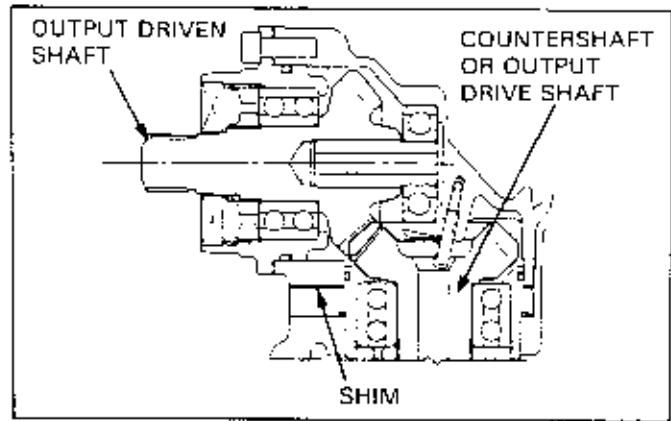 OUTPUT DRIVEN
SHAFT
COUNTERSHAFT
OR OUTPUT
DRIVE SHAFT
SHIM